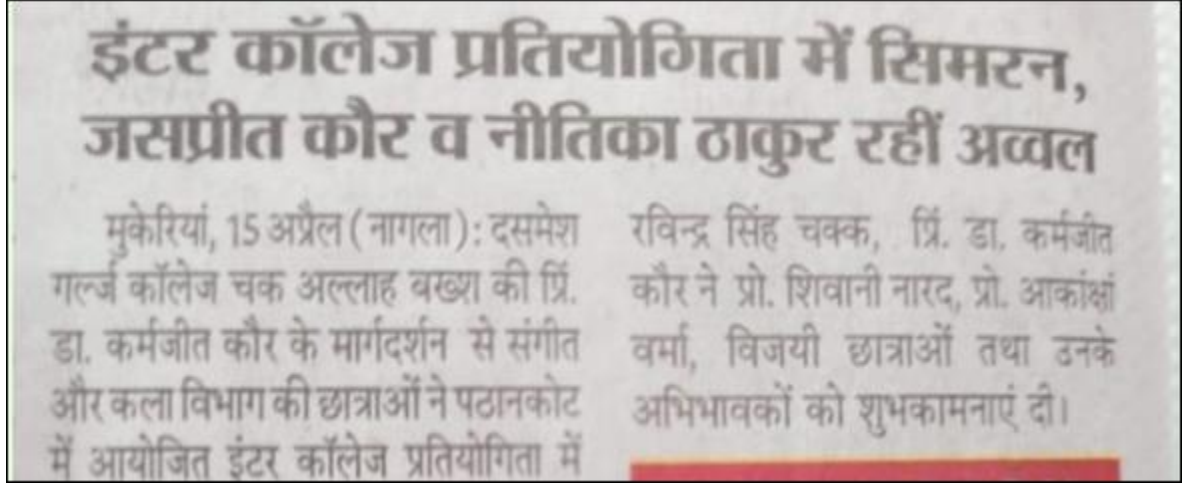 इंटर कॉलेज प्रतियोगिता में सिमरन,
जसप्रीत कौर व नीतिका ठाकुर रहीं अव्वल
मुकेरियां, 15 अप्रैल (नागला) : दसमेश
गर्ल्ज कॉलेज चक अल्लाह बख्श की प्रिं.
डा. कर्मजीत कौर के मार्गदर्शन से संगीत
और कला विभाग की छात्राओं ने पठानकोट
में आयोजित इंटर कॉलेज प्रतियोगिता में
रविन्द्र सिंह चक्क, प्रिं. डा. कर्मजीत
कौर ने प्रो. शिवानी नारद, प्रो. आकांक्षां
वर्मा, विजयी छात्राओं तथा उनके
अभिभावकों को शुभकामनाएं दी।